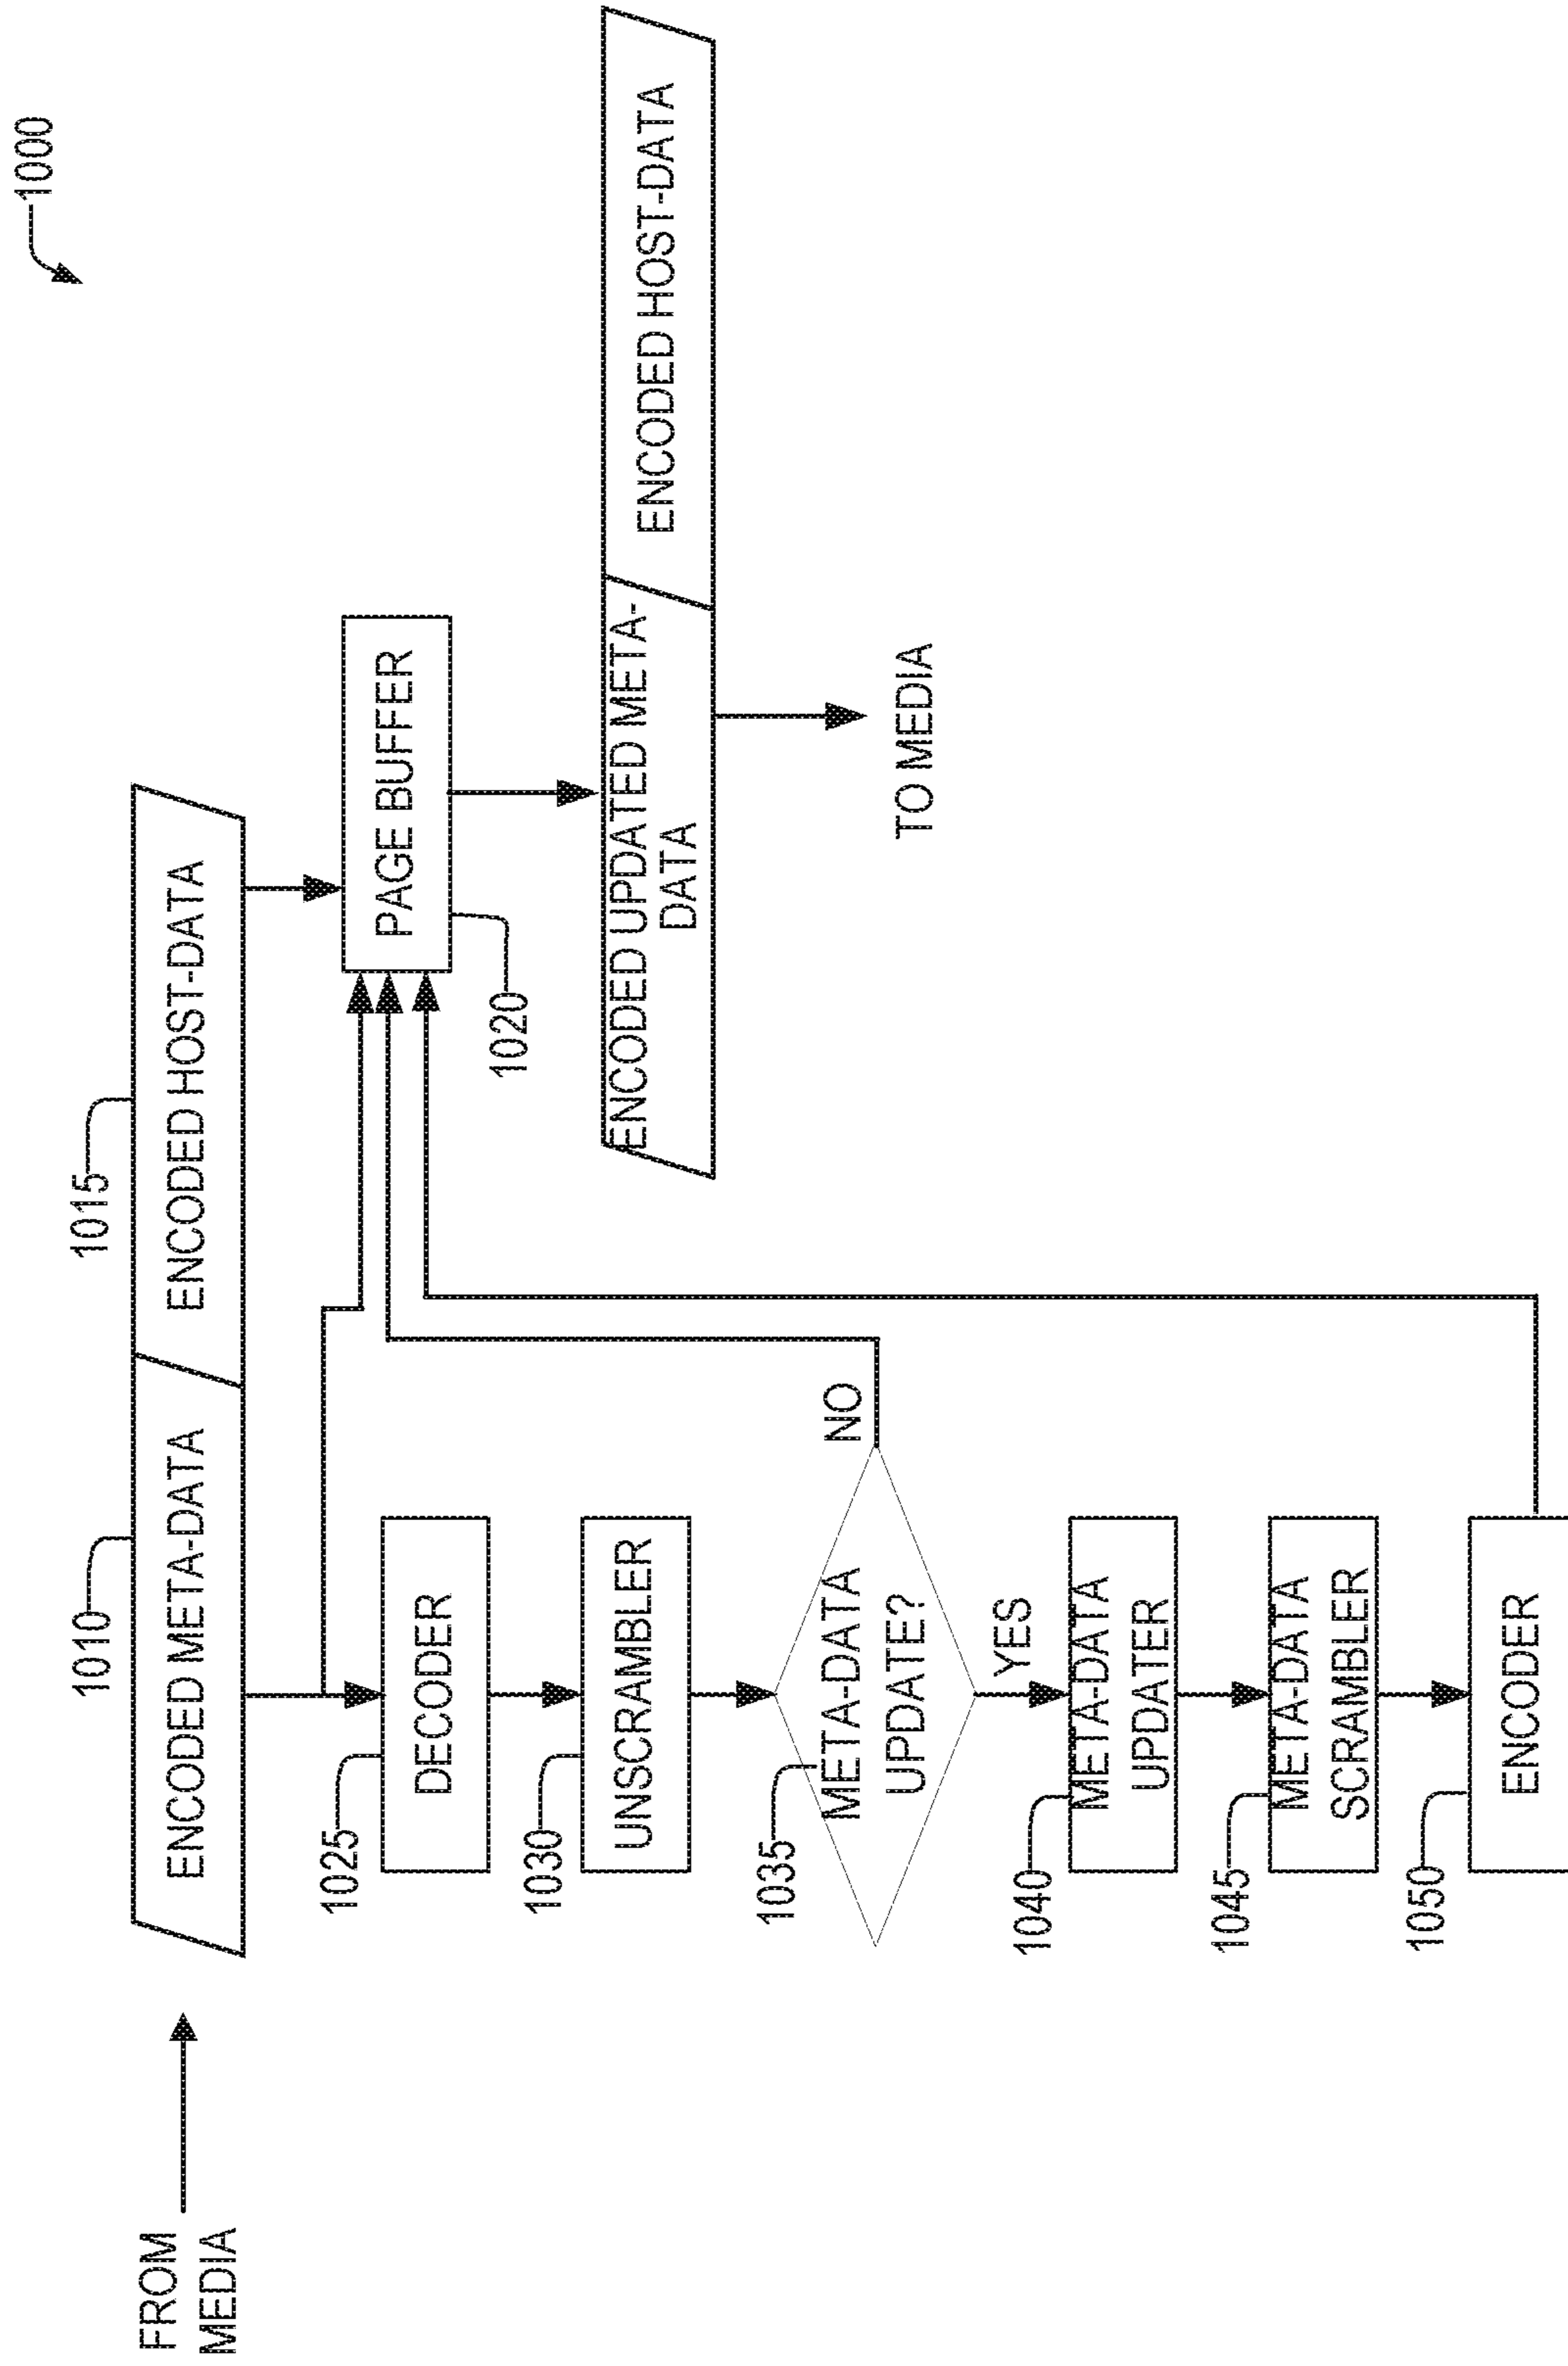 1000
FROM
MEDIA
1010
1015
ENCODED META-DATA
ENCODED HOST-DATA
1025
DECODER
PAGE BUFFER
1020
1030
UNSCRAMBLER
ENCODED UPDATED META-
DATA
ENCODED HOST-DATA
1035
META-DATA
UPDATE?
NO
TO MEDIA
YES
1040
META-DATA
UPDATER
1045
META-DATA
SCRAMBLER
1050
ENCODER